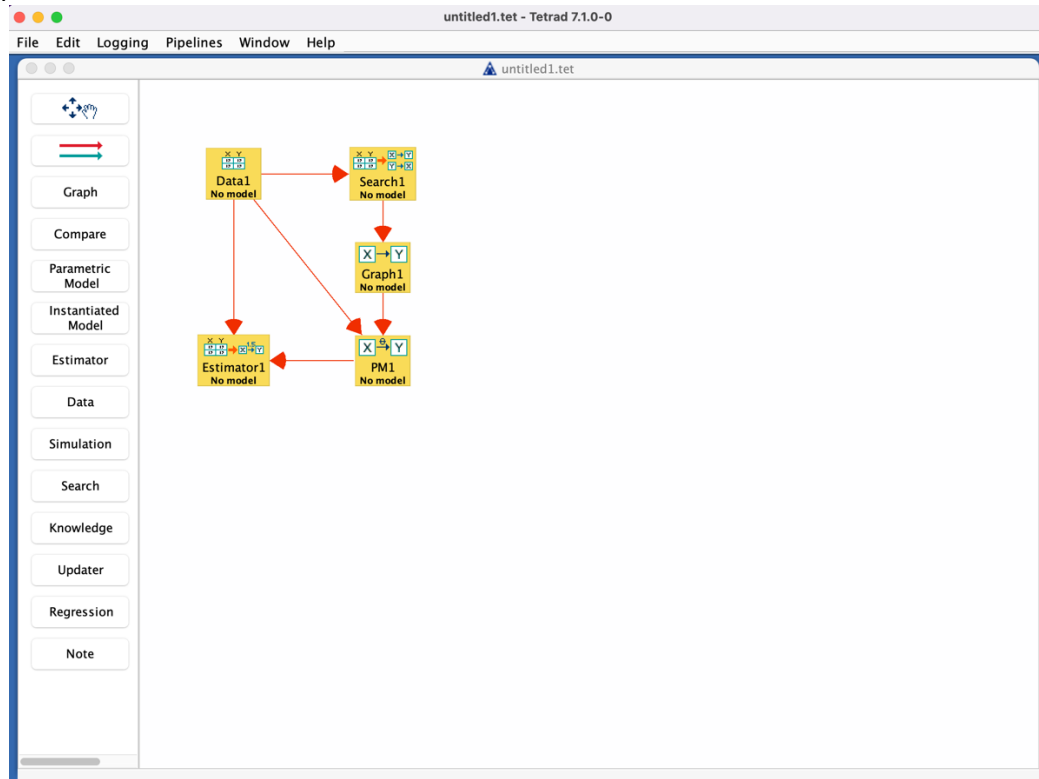 untitled1.tet - Tetrad 7.1.0-0
File Edit Logging Pipelines Window Help
untitled1.tet
Graph
Compare
Parametric
Model
Instantiated
Model
Estimator
Data
Simulation
Search
Knowledge
Updater
Regression
Note
X Y
Data1
No model
X Y X Y
Y X
Search1
No model
X Y
Graph1
No model
X Y
X 1.5 Y
Estimator1
No model
X θ Y
PM1
No model